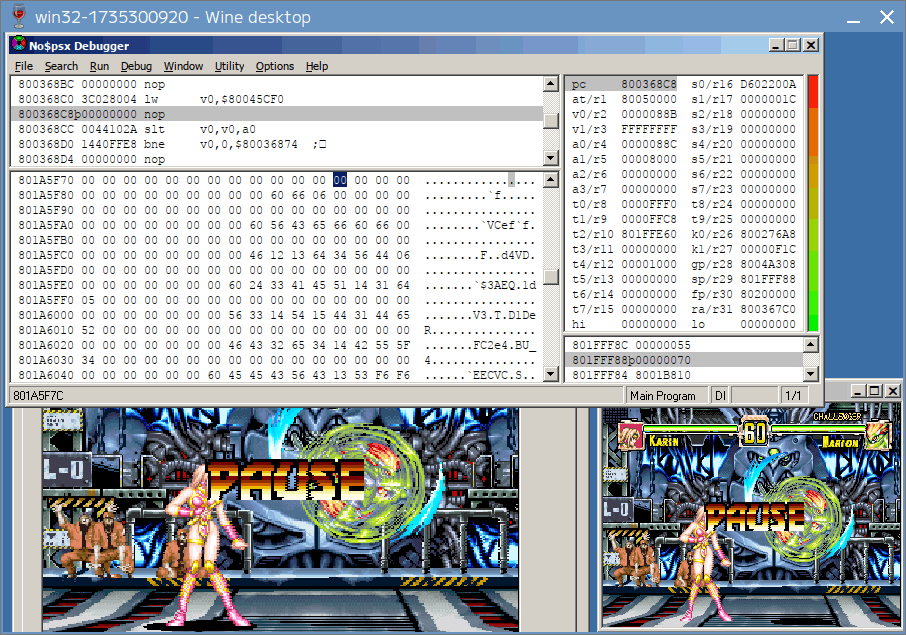 win32-1735300920 - Wine desktop
No$psx Debugger
File Search Run Debug Window Utility Options Help
800368BC 00000000 nop
800368C0 3C028004 lw v0,$80045CF0
800368C8þ00000000 nop
800368CC 0044102A slt v0,v0,a0
800368D0 1440FFE8 bne v0,0,$80036874 ;
800368D4 00000000 nop
801A5F70 00 00 00 00 00 00 00 00 00 00 00 00 00 00 00 00 ................
801A5F80 00 00 00 00 00 00 00 00 00 60 66 06 00 00 00 00 .........`f.....
801A5F90 00 00 00 00 00 00 00 00 00 00 00 00 00 00 00 00 ................
801A5FA0 00 00 00 00 00 00 00 00 60 56 43 65 66 60 66 00 ........`VCef`f.
801A5FB0 00 00 00 00 00 00 00 00 00 00 00 00 00 00 00 00 ................
801A5FC0 00 00 00 00 00 00 00 00 46 12 13 64 34 56 44 06 ........F..d4VD.
801A5FD0 00 00 00 00 00 00 00 00 00 00 00 00 00 00 00 00 ................
801A5FE0 00 00 00 00 00 00 00 60 24 33 41 45 51 14 31 64 .......`$3AEQ.1d
801A5FF0 05 00 00 00 00 00 00 00 00 00 00 00 00 00 00 00 ................
801A6000 00 00 00 00 00 00 00 56 33 14 54 15 44 31 44 65 .......V3.T.D1De
801A6010 52 00 00 00 00 00 00 00 00 00 00 00 00 00 00 00 R...............
801A6020 00 00 00 00 00 00 00 46 43 32 65 34 14 42 55 5F .......FC2e4.BU_
801A6030 34 00 00 00 00 00 00 00 00 00 00 00 00 00 00 00 4...............
801A6040 00 00 00 00 00 00 60 45 45 43 56 43 13 53 F6 F6 ......`EECVC.S..
pc 800368C8 s0/r16 D602200A
at/r1 80050000 s1/r17 0000001C
v0/r2 0000088B s2/r18 00000000
v1/r3 FFFFFFFF s3/r19 00000000
a0/r4 0000088C s4/r20 00000000
a1/r5 00008000 s5/r21 00000000
a2/r6 00000000 s6/r22 00000000
a3/r7 00000000 s7/r23 00000000
t0/r8 0000FFF0 t8/r24 00000000
t1/r9 0000FFC8 t9/r25 00000000
t2/r10 801FFE60 k0/r26 800276A8
t3/r11 00000000 k1/r27 00000F1C
t4/r12 00001000 gp/r28 8004A308
t5/r13 00000000 sp/r29 801FFF88
t6/r14 00000000 fp/r30 80200000
t7/r15 00000000 ra/r31 800367C0
hi 00000000 lo 00000000
801FFF8C 00000055
801FFF88þ00000070
801FFF84 8001B810
801A5F7C
Main Program DI 1/1
L-0
PAUSE
CHALLENGER
60
KARIN
MARION
L-0
PAUSE